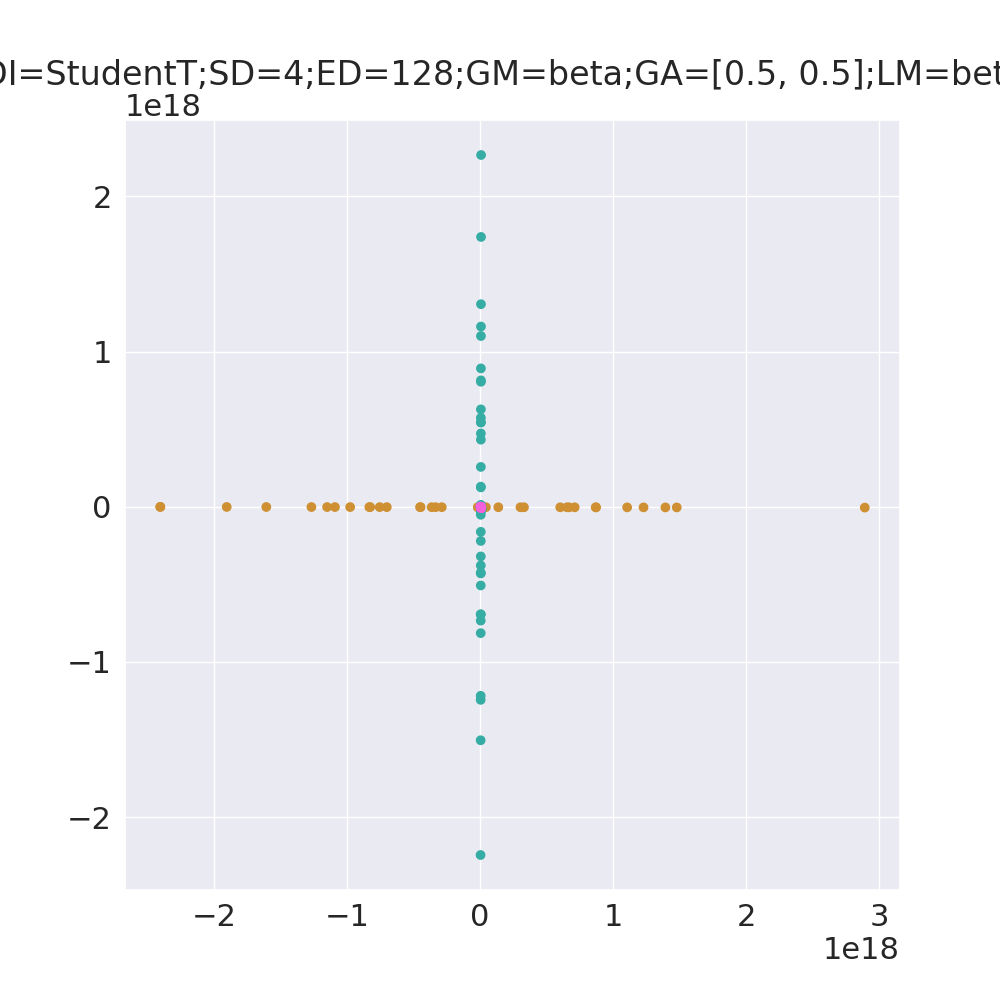 DI=StudentT;SD=4;ED=128;GM=beta;GA=[0.5, 0.5];LM=bet
1e18
2
1
0
−1
−2
−2 −1 0 1 2 3
1e18